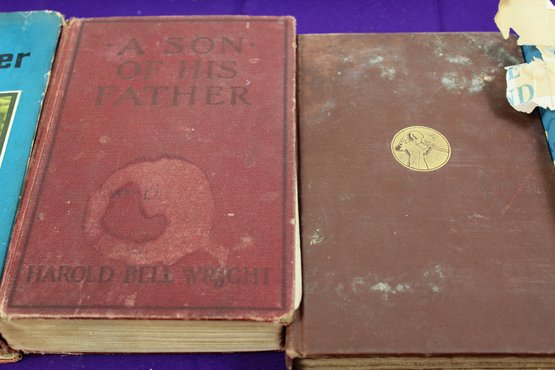 er
A SON
OF HIS
FATHER
HAROLD BELL WRIGHT